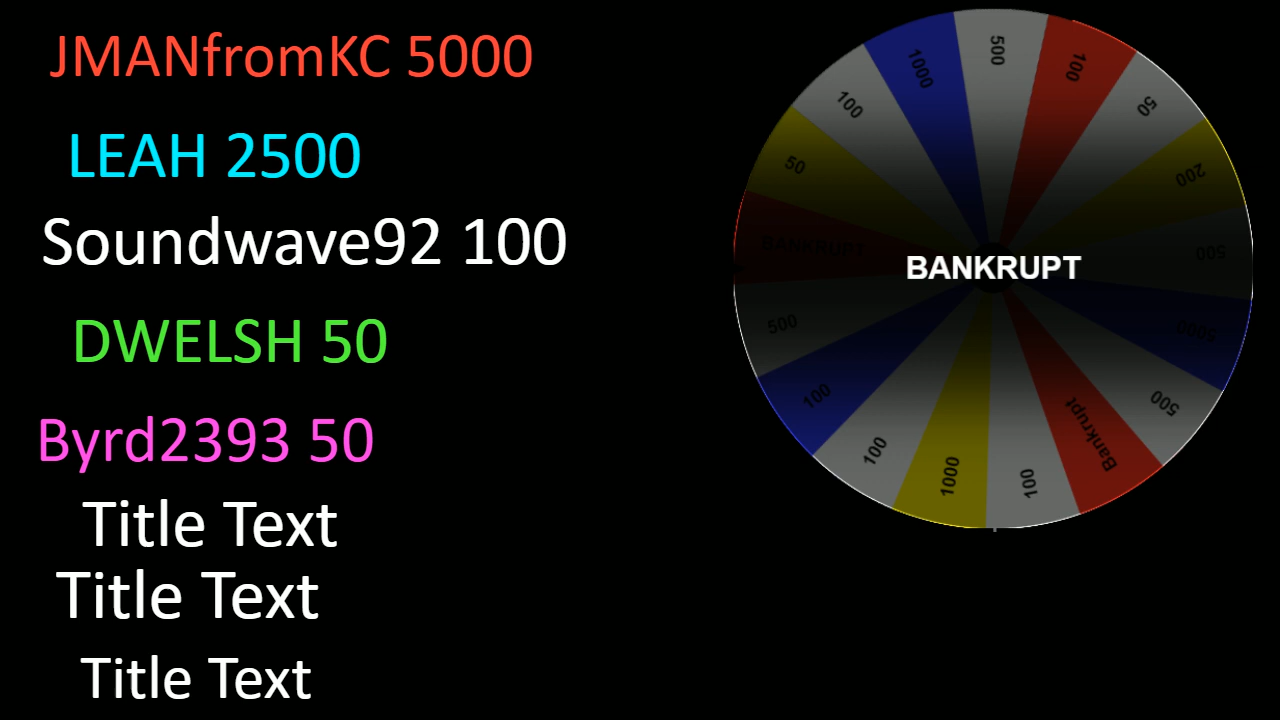 JMANfromKC 5000
LEAH 2500
Soundwave92 100
DWELSH 50
Byrd2393 50
Title Text
Title Text
Title Text
500
100
50
200
500
5000
500
Bankrupt
100
1000
100
100
500
BANKRUPT
50
100
1000
BANKRUPT